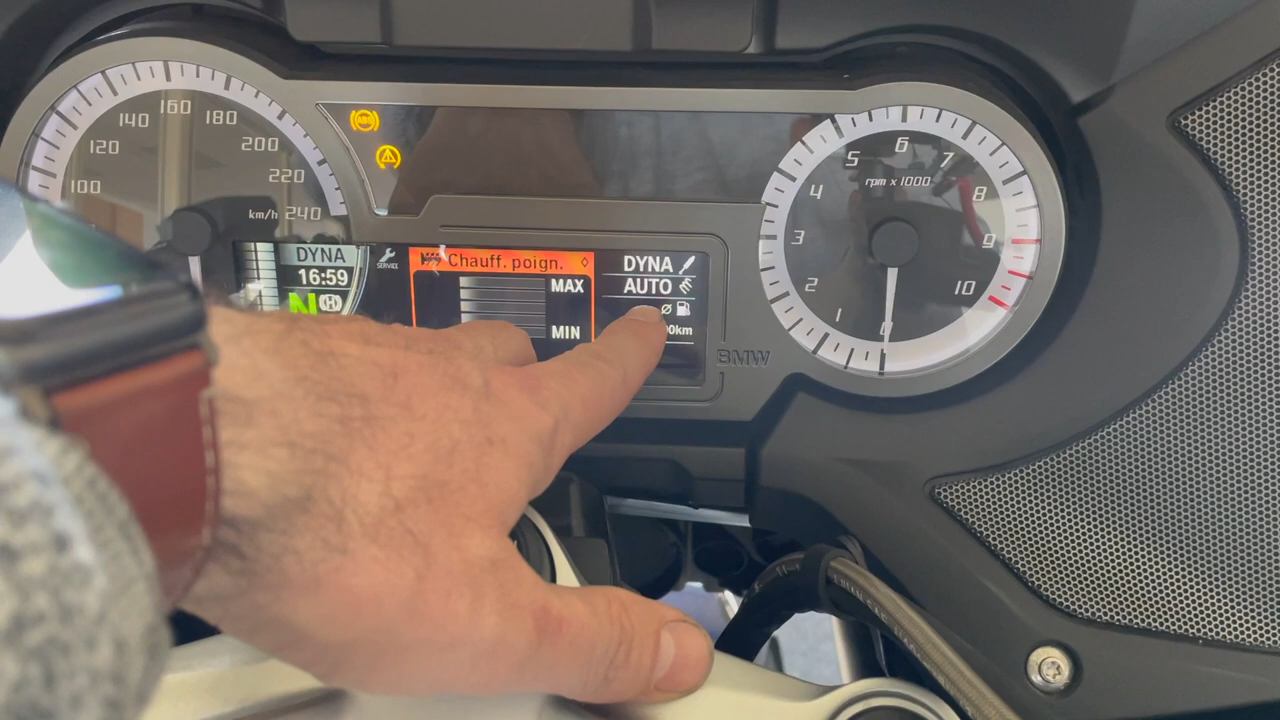 160
140
180
120
200
100
220
km/h 240
ABS
DYNA
16:59
N
SERVICE
Chauff. poign.
MAX
MIN
DYNA
AUTO
0km
BMW
6
5
7
rpm x 1000
4
8
3
9
2
10
1
0